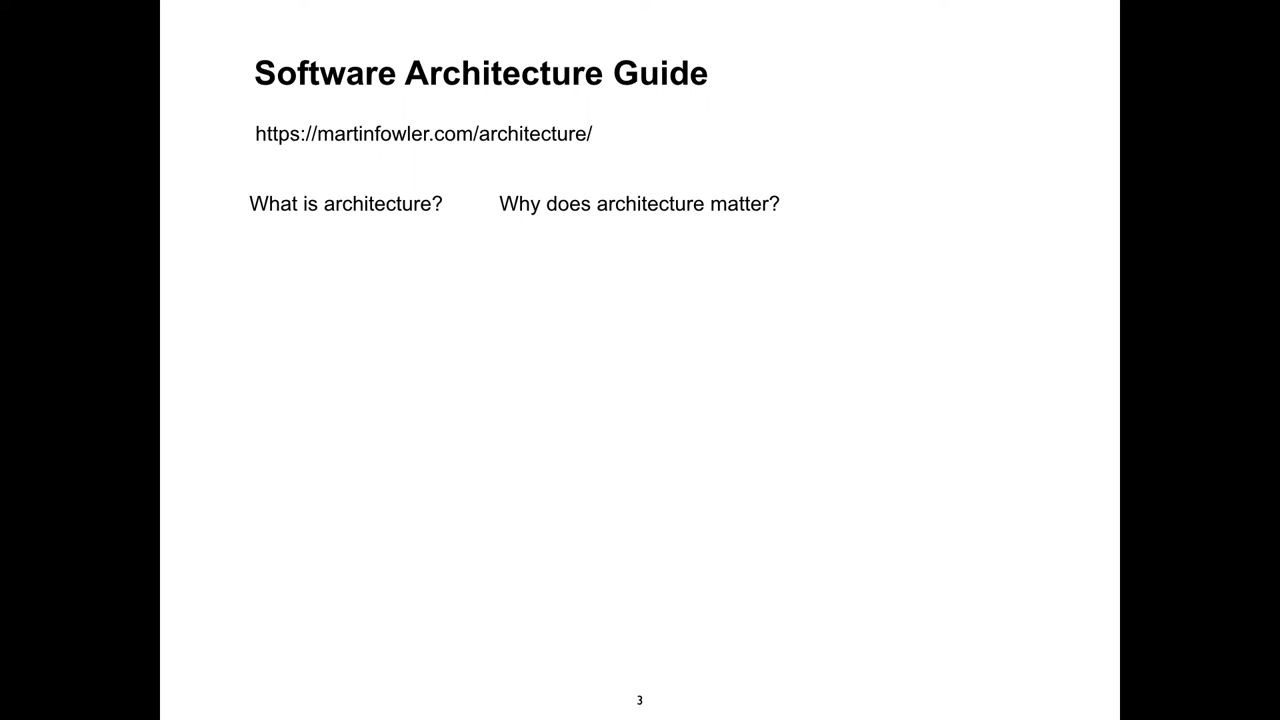 Software Architecture Guide
https://martinfowler.com/architecture/
What is architecture? Why does architecture matter?
3